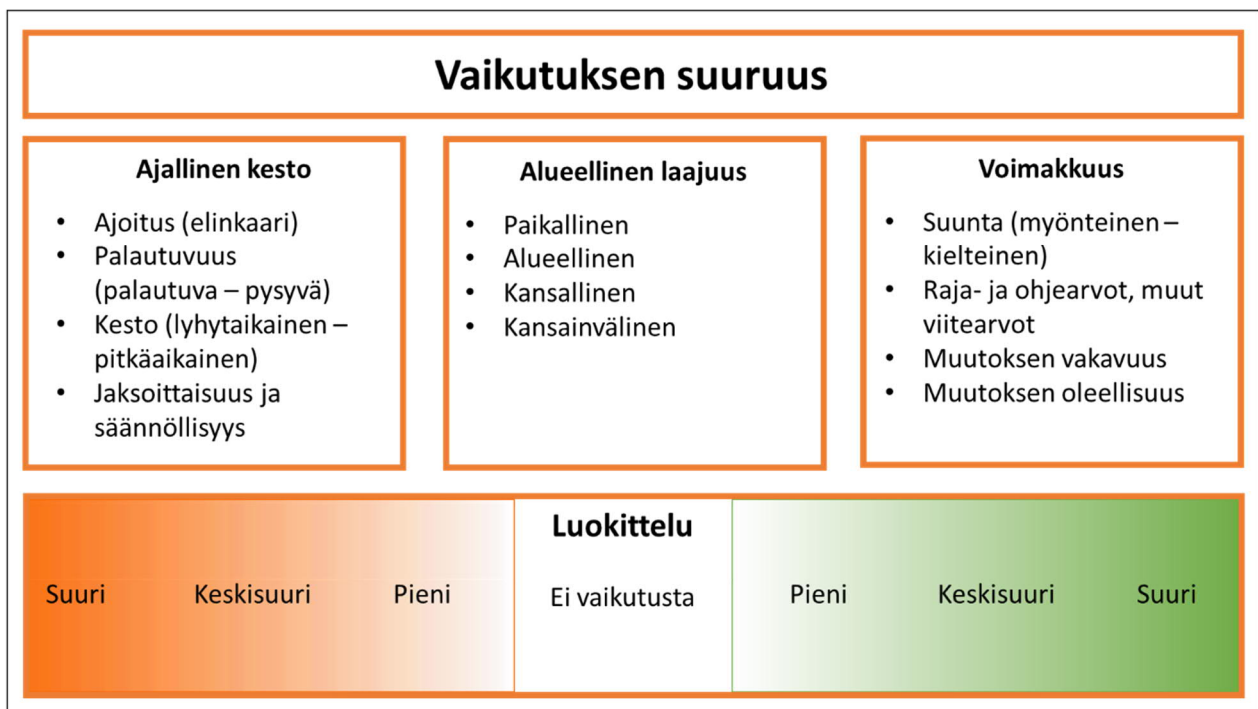 Vaikutuksen suuruus
Ajallinen kesto
• Ajoitus (elinkaari)
• Palautuvuus
(palautuva – pysyvä)
• Kesto (lyhytaikainen –
pitkäaikainen)
• Jaksoittaisuus ja
säännöllisyys
Alueellinen laajuus
• Paikallinen
• Alueellinen
• Kansallinen
• Kansainvälinen
Voimakkuus
• Suunta (myönteinen –
kielteinen)
• Raja- ja ohjearvot, muut
viitearvot
• Muutoksen vakavuus
• Muutoksen oleellisuus
Luokittelu
Suuri Keskisuuri Pieni Ei vaikutusta Pieni Keskisuuri Suuri